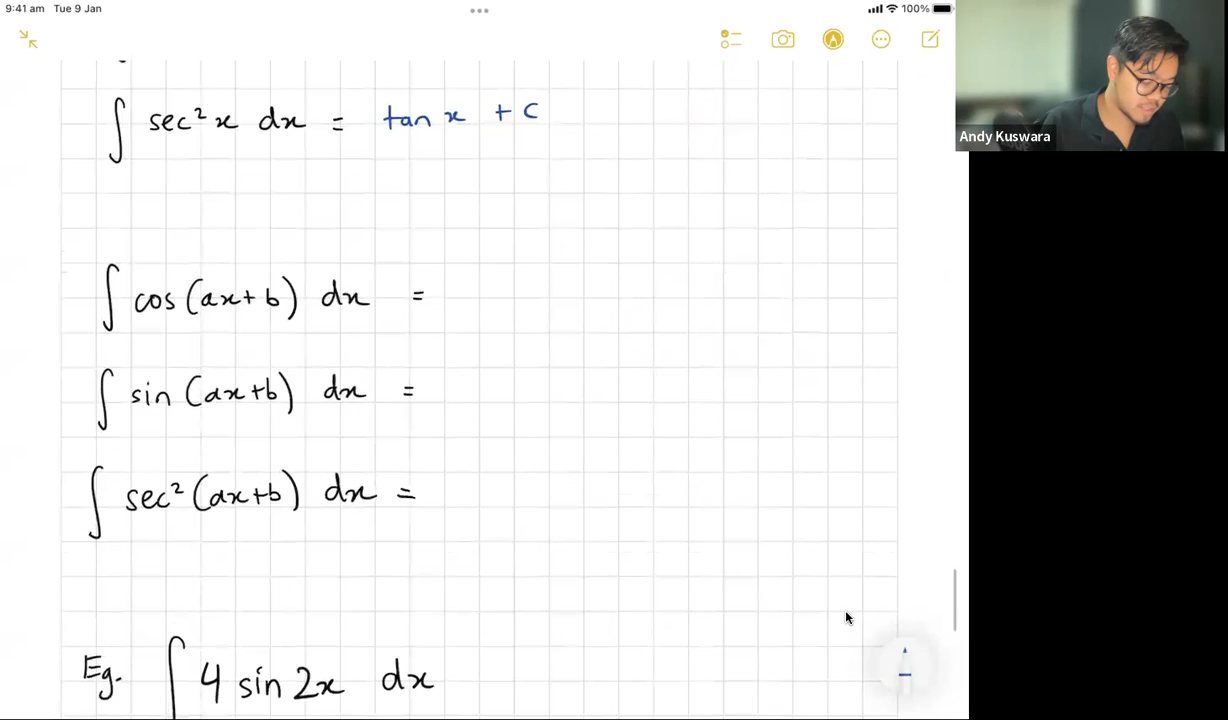 9:41 am Tue 9 Jan
100%
∫ sec² x dx = tan x + C
Andy Kuswara
∫ cos (ax+b) dx =
∫ sin (ax+b) dx =
∫ sec² (ax+b) dx =
Eg. ∫ 4 sin 2x dx